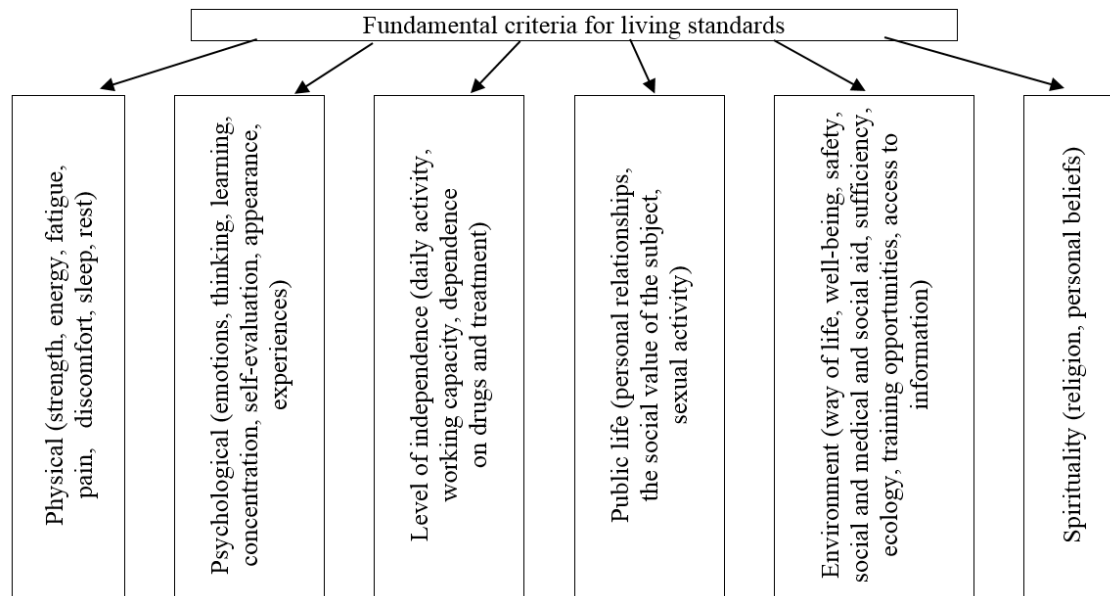 Fundamental criteria for living standards
Physical (strength, energy, fatigue,
pain, discomfort, sleep, rest)
Psychological (emotions, thinking, learning,
concentration, self-evaluation, appearance,
experiences)
Level of independence (daily activity,
working capacity, dependence
on drugs and treatment)
Public life (personal relationships,
the social value of the subject,
sexual activity)
Environment (way of life, well-being, safety,
social and medical and social aid, sufficiency,
ecology, training opportunities, access to
information)
Spirituality (religion, personal beliefs)